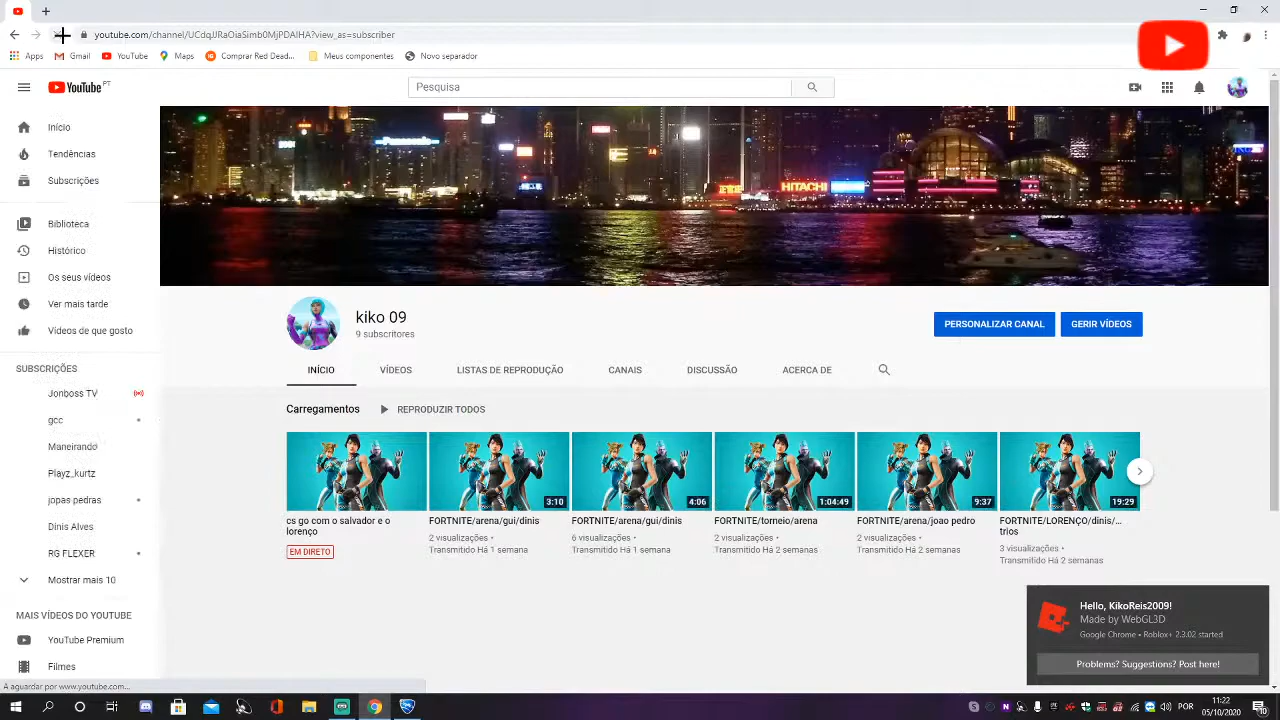 youtube.com/channel/UCdqURaOiaSimb0MjPDAIHA?view_as=subscriber
Apps
Gmail
YouTube
Maps
Comprar Red Dead...
Meus componentes
Novo separador
YouTube PT
Pesquisa
Início
Tendências
Subscrições
Biblioteca
Histórico
Os seus vídeos
Ver mais tarde
Vídeos de que gosto
SUBSCRIÇÕES
Jonboss TV
gcc
Maneirando
Playz_kurtz
jopas pedras
Dinis Alves
RG FLEXER
Mostrar mais 10
MAIS VÍDEOS DO YOUTUBE
YouTube Premium
Filmes
A aguardar por www.youtube.com...
HITACHI
kiko 09
9 subscritores
PERSONALIZAR CANAL
GERIR VÍDEOS
INÍCIO
VÍDEOS
LISTAS DE REPRODUÇÃO
CANAIS
DISCUSSÃO
ACERCA DE
Carregamentos
REPRODUZIR TODOS
cs go com o salvador e o
lorenço
EM DIRETO
3:10
FORTNITE/arena/gui/dinis
2 visualizações •
Transmitido Há 1 semana
4:06
FORTNITE/arena/gui/dinis
6 visualizações •
Transmitido Há 1 semana
1:04:49
FORTNITE/torneio/arena
2 visualizações •
Transmitido Há 2 semanas
9:37
FORTNITE/arena/joao pedro
2 visualizações •
Transmitido Há 2 semanas
19:29
FORTNITE/LORENÇO/dinis/...
trios
3 visualizações •
Transmitido Há 2 semanas
Hello, KikoReis2009!
Made by WebGL3D
Google Chrome • Roblox+ 2.3.02 started
Problems? Suggestions? Post here!
POR
11:22
05/10/2020